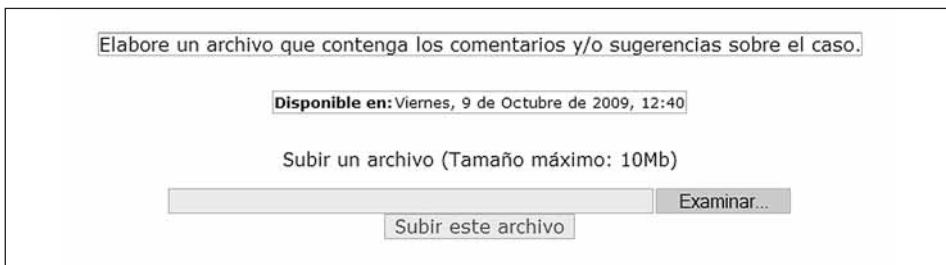 Elabore un archivo que contenga los comentarios y/o sugerencias sobre el caso.
Disponible en: Viernes, 9 de Octubre de 2009, 12:40
Subir un archivo (Tamaño máximo: 10Mb)
Examinar...
Subir este archivo